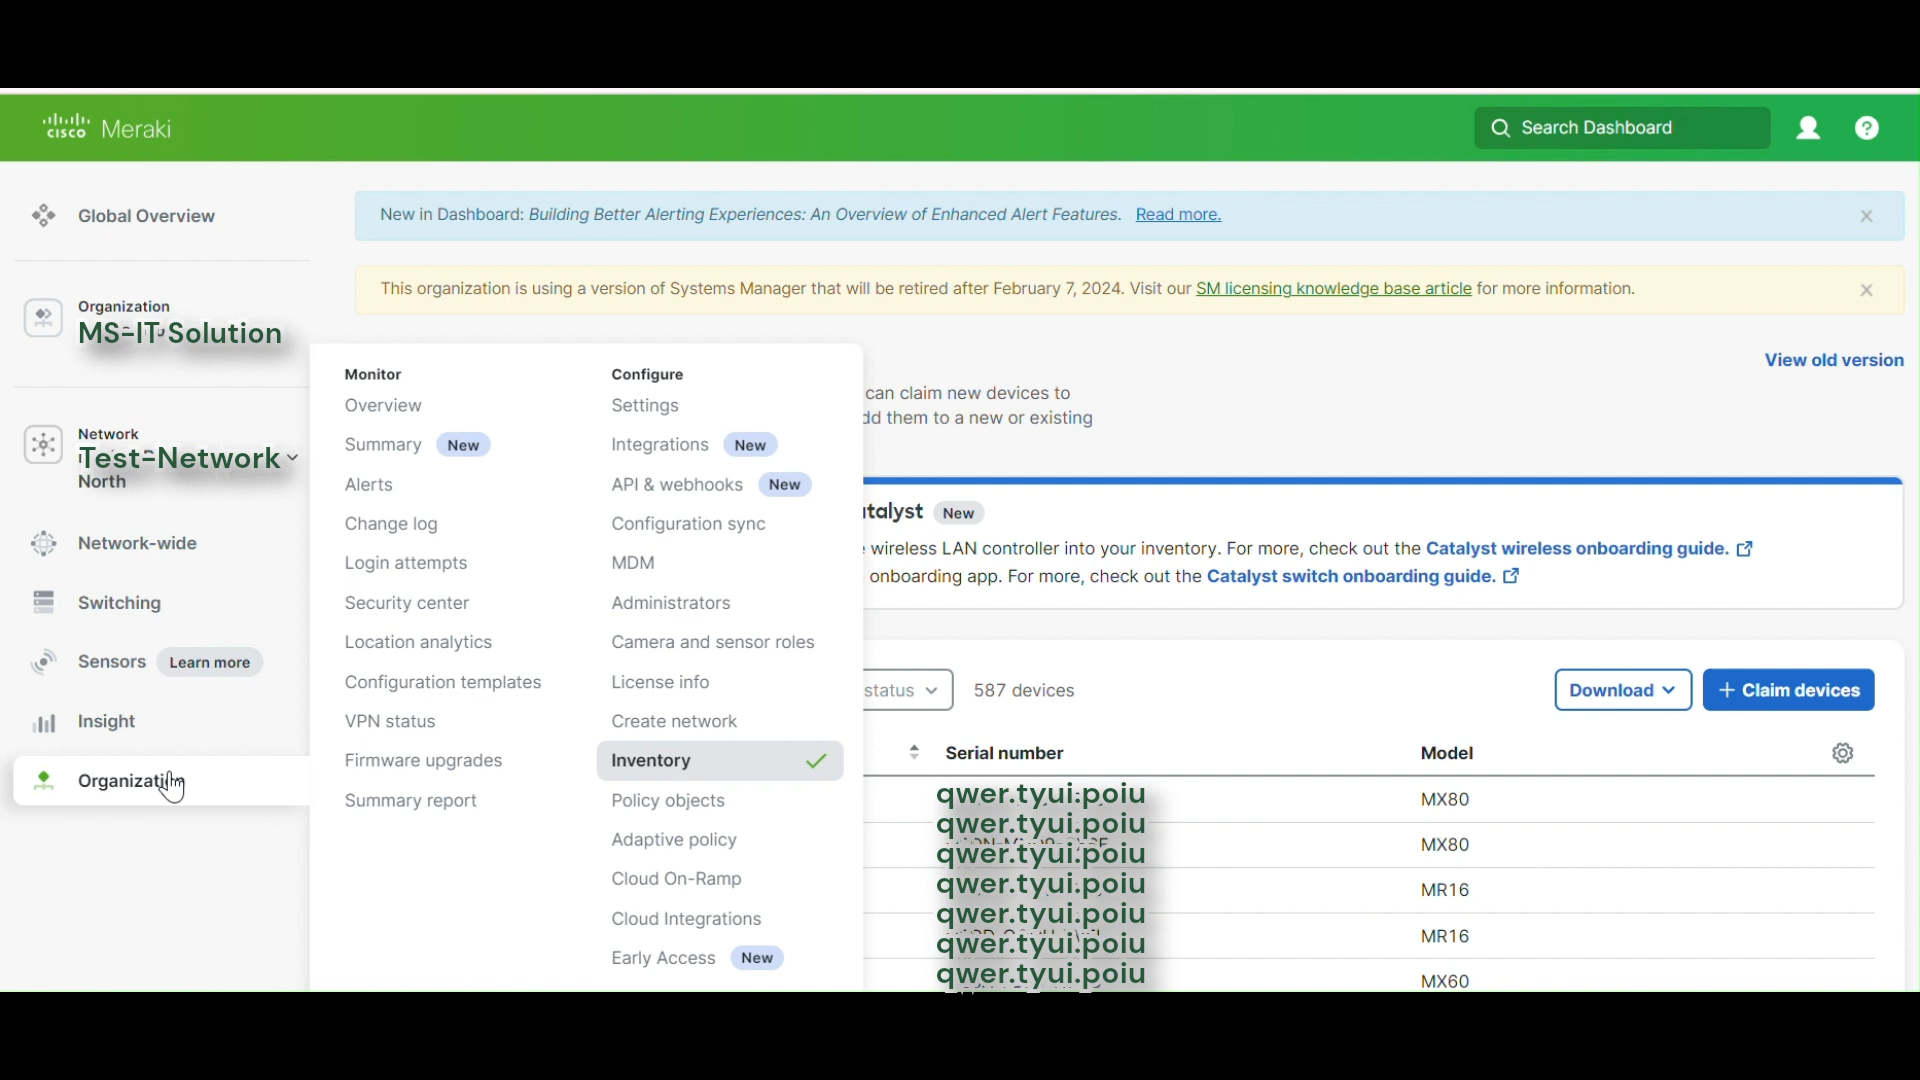 cisco Meraki
Search Dashboard
?
Global Overview
New in Dashboard: Building Better Alerting Experiences: An Overview of Enhanced Alert Features. Read more.
This organization is using a version of Systems Manager that will be retired after February 7, 2024. Visit our SM licensing knowledge base article for more information.
Organization
MS-IT Solution
View old version
Network
Test-Network
North
Network-wide
Switching
Sensors Learn more
Insight
Organization
Monitor
Overview
Summary New
Alerts
Change log
Login attempts
Security center
Location analytics
Configuration templates
VPN status
Firmware upgrades
Summary report
Configure
Settings
Integrations New
API & webhooks New
Configuration sync
MDM
Administrators
Camera and sensor roles
License info
Create network
Inventory
Policy objects
Adaptive policy
Cloud On-Ramp
Cloud Integrations
Early Access New
can claim new devices to
dd them to a new or existing
talyst New
wireless LAN controller into your inventory. For more, check out the Catalyst wireless onboarding guide.
onboarding app. For more, check out the Catalyst switch onboarding guide.
status 587 devices
Download
+ Claim devices
Serial number Model
qwer.tyui.poiu MX80
qwer.tyui.poiu
qwer.tyui.poiu MX80
qwer.tyui.poiu MR16
qwer.tyui.poiu
qwer.tyui.poiu MR16
qwer.tyui.poiu MX60